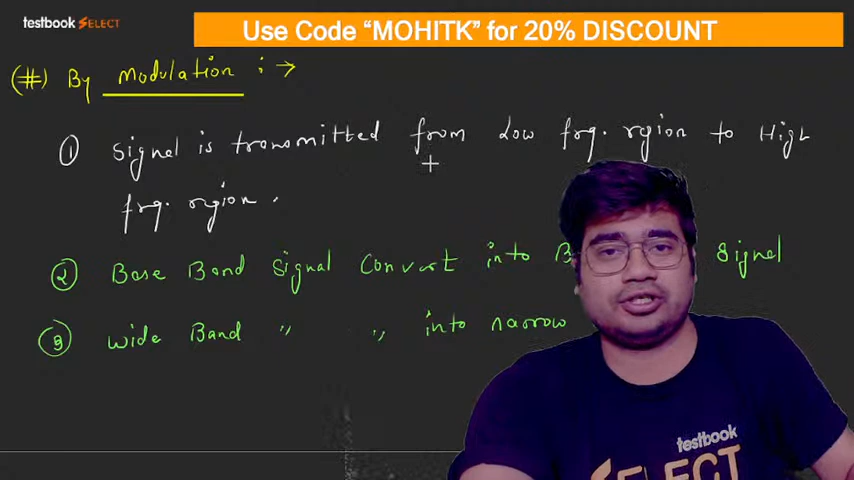 testbook SELECT
Use Code “MOHITK” for 20% DISCOUNT
(#) By Modulation : →
① Signal is transmitted from Low frq. region to High
frq. region.
② Base Band signal Convert into Signal
③ Wide Band " " into narrow
testbook
SELECT